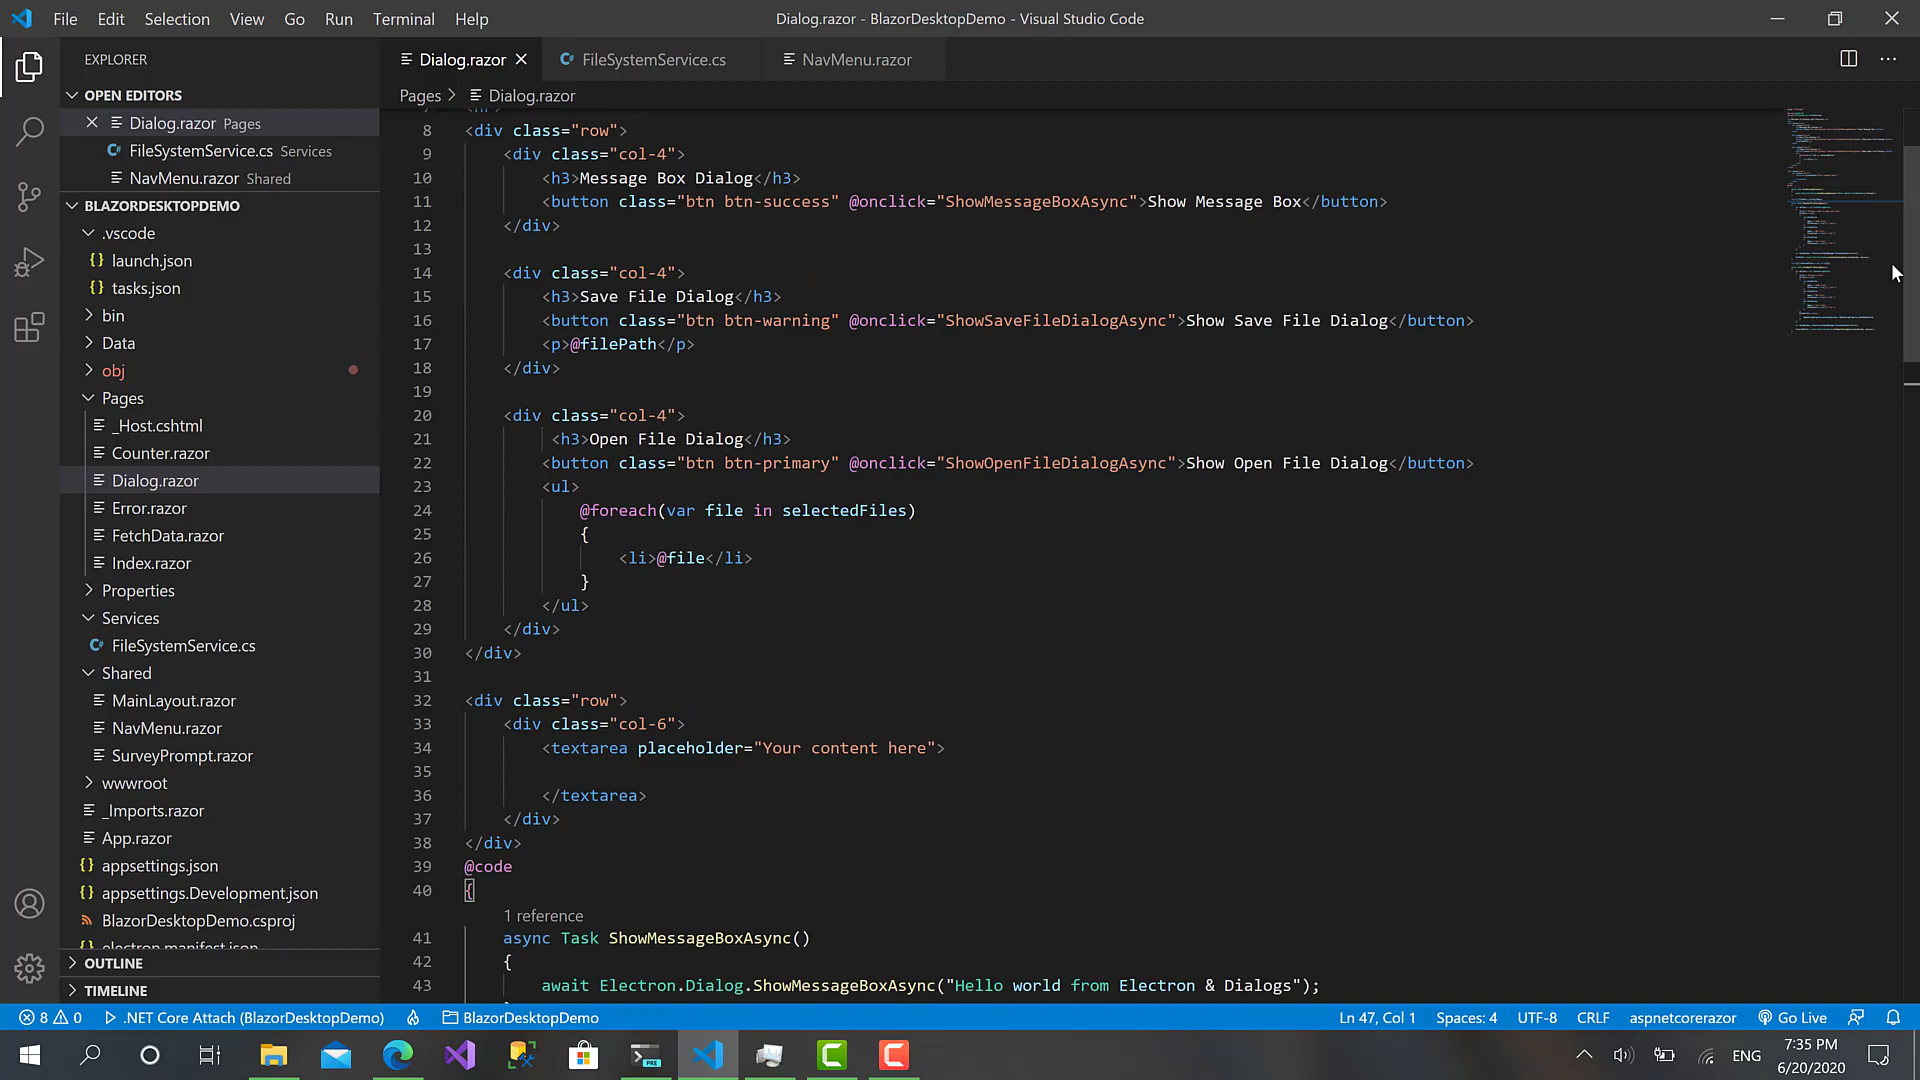 File Edit Selection View Go Run Terminal Help
Dialog.razor - BlazorDesktopDemo - Visual Studio Code
EXPLORER
OPEN EDITORS
Dialog.razor Pages
FileSystemService.cs Services
NavMenu.razor Shared
BLAZORDESKTOPDEMO
.vscode
launch.json
tasks.json
bin
Data
obj
Pages
_Host.cshtml
Counter.razor
Dialog.razor
Error.razor
FetchData.razor
Index.razor
Properties
Services
FileSystemService.cs
Shared
MainLayout.razor
NavMenu.razor
SurveyPrompt.razor
wwwroot
_Imports.razor
App.razor
appsettings.json
appsettings.Development.json
BlazorDesktopDemo.csproj
electron.manifest.json
OUTLINE
TIMELINE
Dialog.razor
FileSystemService.cs
NavMenu.razor
Pages > Dialog.razor
8 <div class="row">
9 <div class="col-4">
10 <h3>Message Box Dialog</h3>
11 <button class="btn btn-success" @onclick="ShowMessageBoxAsync">Show Message Box</button>
12 </div>
13
14 <div class="col-4">
15 <h3>Save File Dialog</h3>
16 <button class="btn btn-warning" @onclick="ShowSaveFileDialogAsync">Show Save File Dialog</button>
17 <p>@filePath</p>
18 </div>
19
20 <div class="col-4">
21 <h3>Open File Dialog</h3>
22 <button class="btn btn-primary" @onclick="ShowOpenFileDialogAsync">Show Open File Dialog</button>
23 <ul>
24 @foreach(var file in selectedFiles)
25 {
26 <li>@file</li>
27 }
28 </ul>
29 </div>
30 </div>
31
32 <div class="row">
33 <div class="col-6">
34 <textarea placeholder="Your content here">
35
36 </textarea>
37 </div>
38 </div>
39 @code
40 {
1 reference
41 async Task ShowMessageBoxAsync()
42 {
43 await Electron.Dialog.ShowMessageBoxAsync("Hello world from Electron & Dialogs");
8 0 .NET Core Attach (BlazorDesktopDemo) BlazorDesktopDemo
Ln 47, Col 1 Spaces: 4 UTF-8 CRLF aspnetcorerazor Go Live
PRE
ENG
7:35 PM
6/20/2020